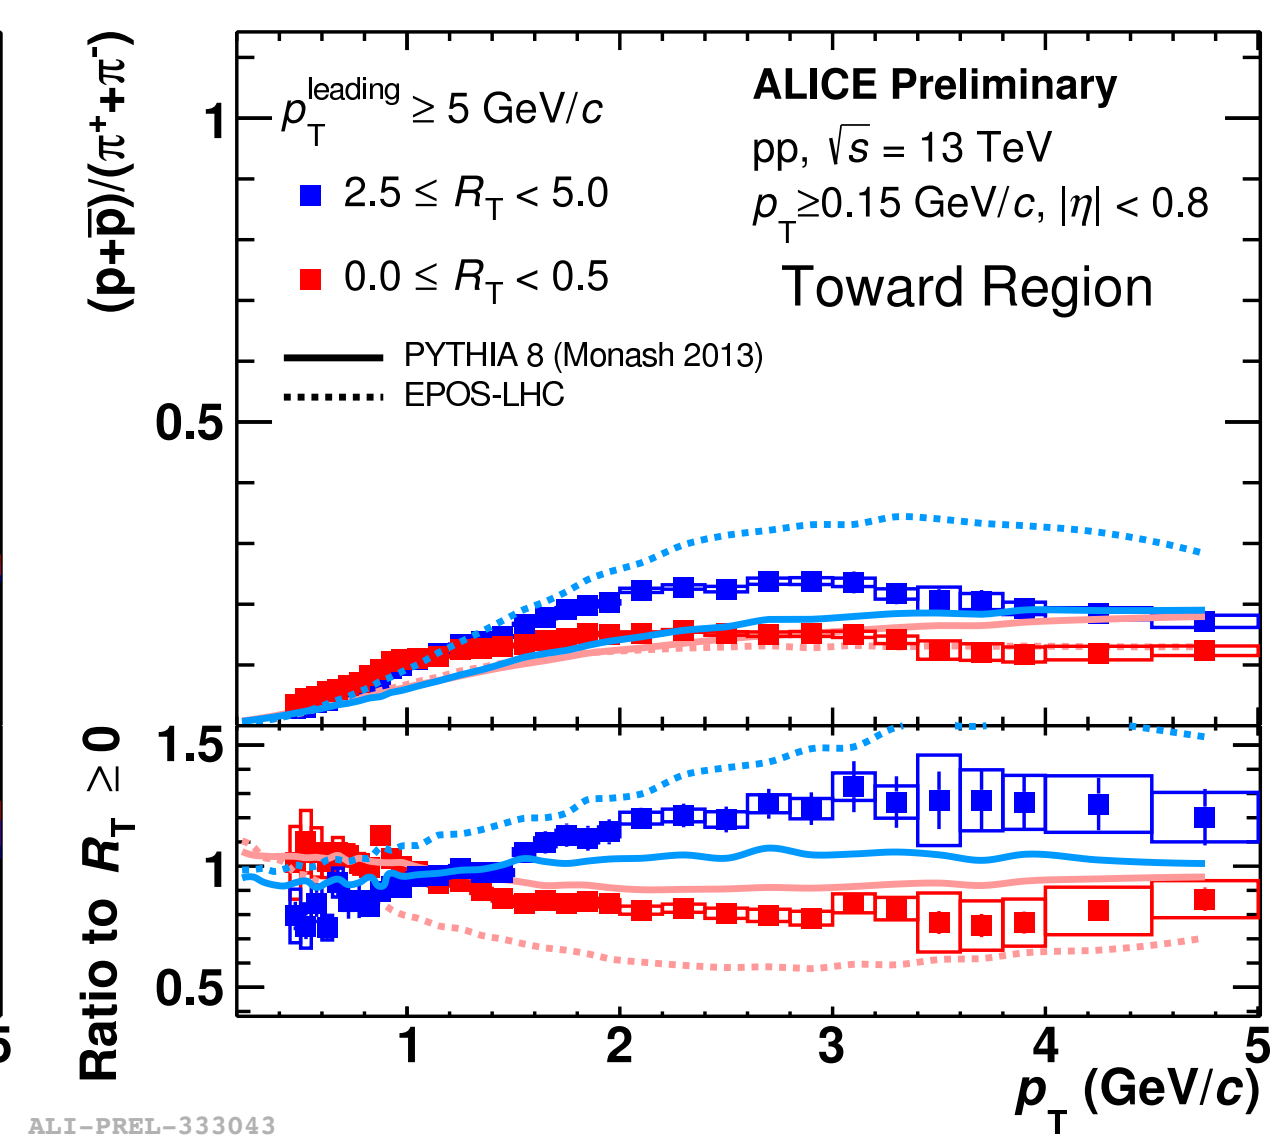 (p+p̅)/(π⁺+π⁻)
1
0.5
p_T^leading ≥ 5 GeV/c
2.5 ≤ R_T < 5.0
0.0 ≤ R_T < 0.5
PYTHIA 8 (Monash 2013)
EPOS-LHC
ALICE Preliminary
pp, √s = 13 TeV
p_T≥0.15 GeV/c, |η| < 0.8
Toward Region
Ratio to R_T ≥ 0
1.5
1
0.5
5
1 2 3 4 5
p_T (GeV/c)
ALI-PREL-333043